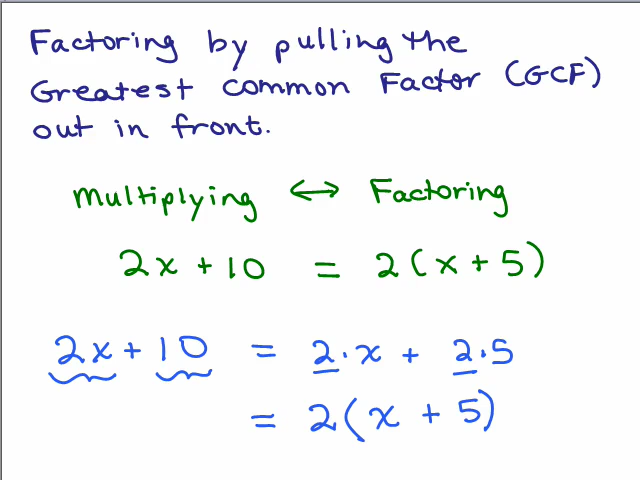 Factoring by pulling the
Greatest common Factor (GCF)
out in front.
Multiplying ↔ Factoring
2x + 10 = 2(x + 5)
2x + 10 = 2·x + 2·5
= 2(x + 5)